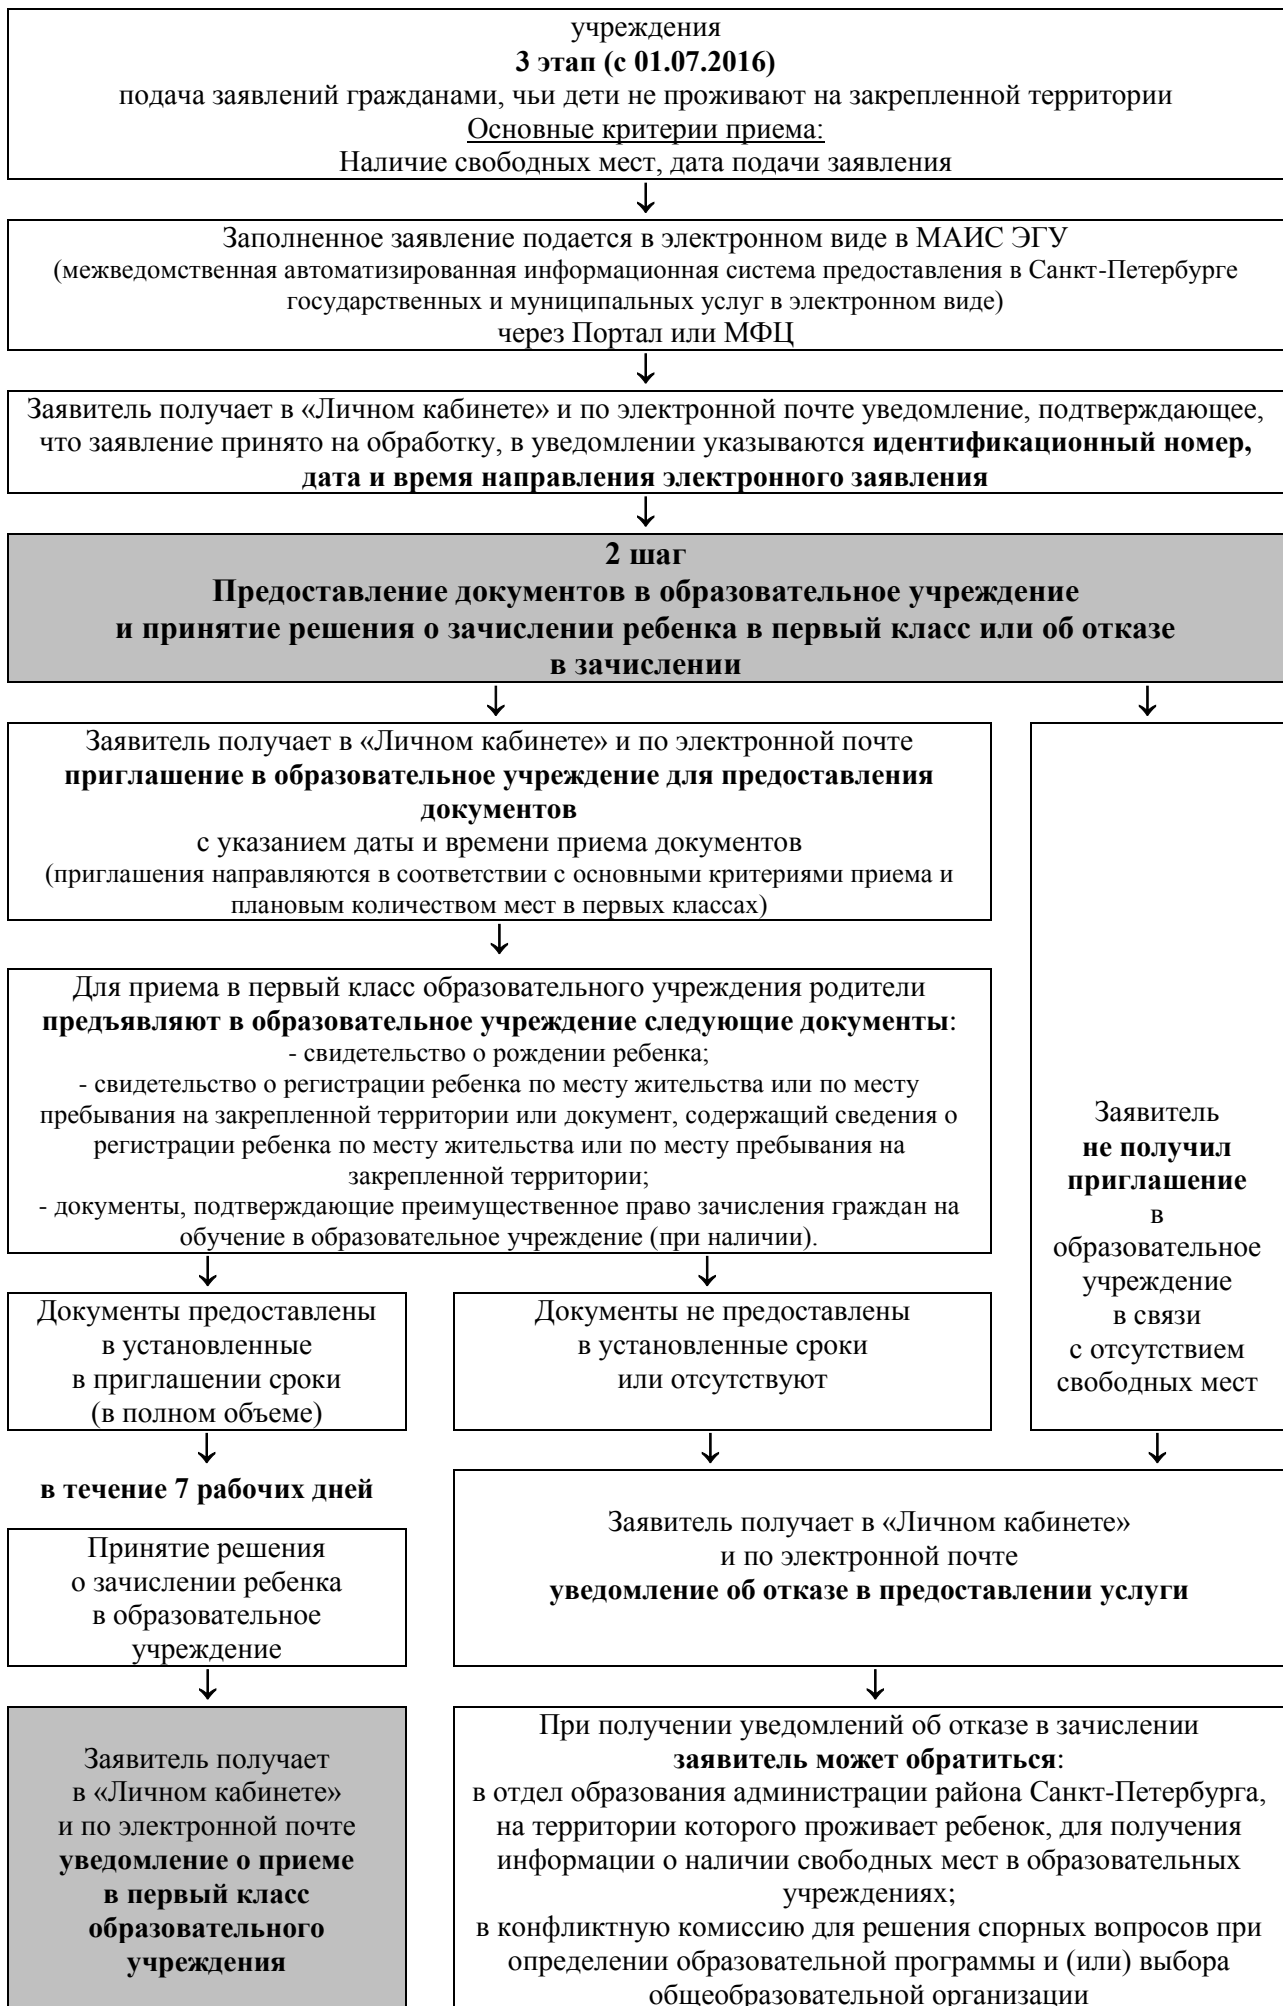 учреждения
3 этап (с 01.07.2016)
подача заявлений гражданами, чьи дети не проживают на закрепленной территории
Основные критерии приема:
Наличие свободных мест, дата подачи заявления
Заполненное заявление подается в электронном виде в МАИС ЭГУ
(межведомственная автоматизированная информационная система предоставления в Санкт-Петербурге
государственных и муниципальных услуг в электронном виде)
через Портал или МФЦ
Заявитель получает в «Личном кабинете» и по электронной почте уведомление, подтверждающее,
что заявление принято на обработку, в уведомлении указываются идентификационный номер,
дата и время направления электронного заявления
2 шаг
Предоставление документов в образовательное учреждение
и принятие решения о зачислении ребенка в первый класс или об отказе
в зачислении
Заявитель получает в «Личном кабинете» и по электронной почте
приглашение в образовательное учреждение для предоставления
документов
с указанием даты и времени приема документов
(приглашения направляются в соответствии с основными критериями приема и
плановым количеством мест в первых классах)
Для приема в первый класс образовательного учреждения родители
предъявляют в образовательное учреждение следующие документы:
- свидетельство о рождении ребенка;
- свидетельство о регистрации ребенка по месту жительства или по месту
пребывания на закрепленной территории или документ, содержащий сведения о
регистрации ребенка по месту жительства или по месту пребывания на
закрепленной территории;
- документы, подтверждающие преимущественное право зачисления граждан на
обучение в образовательное учреждение (при наличии).
Заявитель
не получил
приглашение
в
образовательное
учреждение
в связи
с отсутствием
свободных мест
Документы предоставлены
в установленные
в приглашении сроки
(в полном объеме)
Документы не предоставлены
в установленные сроки
или отсутствуют
в течение 7 рабочих дней
Принятие решения
о зачислении ребенка
в образовательное
учреждение
Заявитель получает в «Личном кабинете»
и по электронной почте
уведомление об отказе в предоставлении услуги
Заявитель получает
в «Личном кабинете»
и по электронной почте
уведомление о приеме
в первый класс
образовательного
учреждения
При получении уведомлений об отказе в зачислении
заявитель может обратиться:
в отдел образования администрации района Санкт-Петербурга,
на территории которого проживает ребенок, для получения
информации о наличии свободных мест в образовательных
учреждениях;
в конфликтную комиссию для решения спорных вопросов при
определении образовательной программы и (или) выбора
общеобразовательной организации